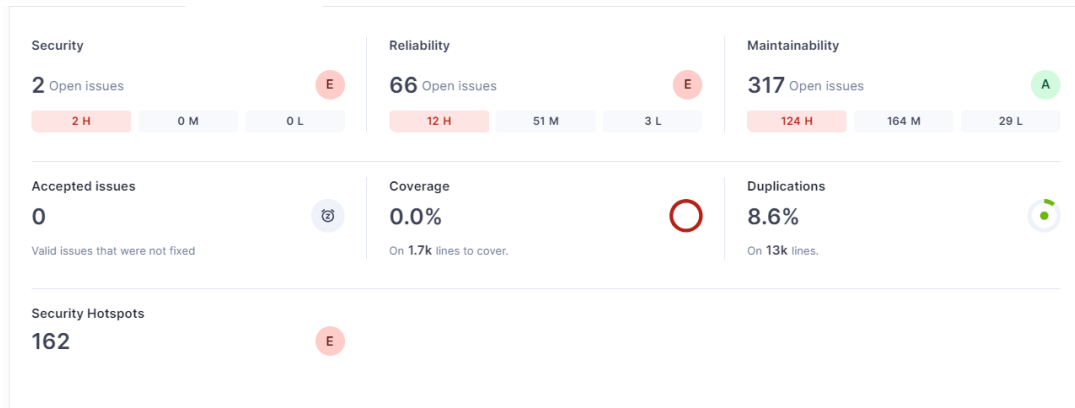 Security
2 Open issues
E
2 H
0 M
0 L
Reliability
66 Open issues
E
12 H
51 M
3 L
Maintainability
317 Open issues
A
124 H
164 M
29 L
Accepted issues
0
Valid issues that were not fixed
Coverage
0.0%
On 1.7k lines to cover.
Duplications
8.6%
On 13k lines.
Security Hotspots
162
E